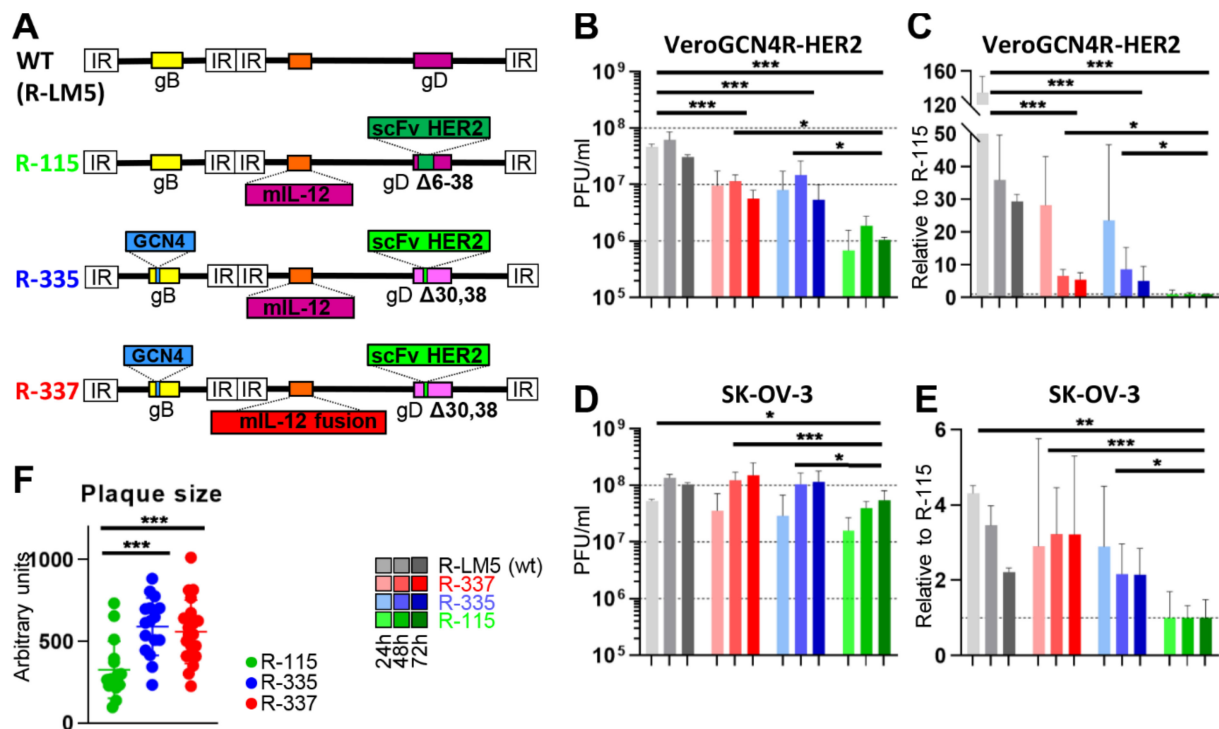 A
WT
(R-LM5)
IR
gB
IR
IR
gD
IR
R-115
scFv HER2
IR
gB
IR
IR
mIL-12
gD Δ6-38
IR
R-335
GCN4
scFv HER2
IR
gB
IR
IR
mIL-12
gD Δ30,38
IR
R-337
GCN4
scFv HER2
IR
gB
IR
IR
mIL-12 fusion
gD Δ30,38
IR
B
VeroGCN4R-HER2
PFU/ml
10⁹
10⁸
10⁷
10⁶
10⁵
***
***
***
*
*
C
VeroGCN4R-HER2
Relative to R-115
160
120
50
40
30
20
10
0
***
***
***
*
*
D
SK-OV-3
PFU/ml
10⁹
10⁸
10⁷
10⁶
10⁵
*
***
*
E
SK-OV-3
Relative to R-115
6
4
2
0
**
***
*
F
Plaque size
Arbitrary units
1000
500
0
***
***
R-115
R-335
R-337
R-LM5 (wt)
R-337
R-335
R-115
24h
48h
72h